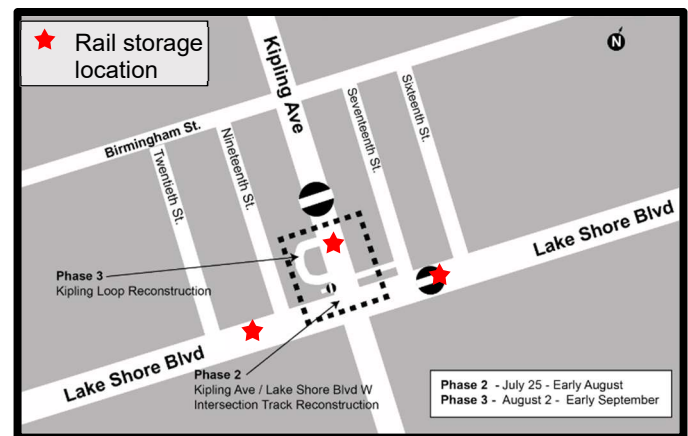 Rail storage
location
N
Kipling Ave
Birmingham St.
Twentieth St.
Nineteenth St.
Seventeenth St.
Sixteenth St.
Lake Shore Blvd
Phase 3
Kipling Loop Reconstruction
Lake Shore Blvd
Phase 2
Kipling Ave / Lake Shore Blvd W
Intersection Track Reconstruction
Phase 2 - July 25 - Early August
Phase 3 - August 2 - Early September